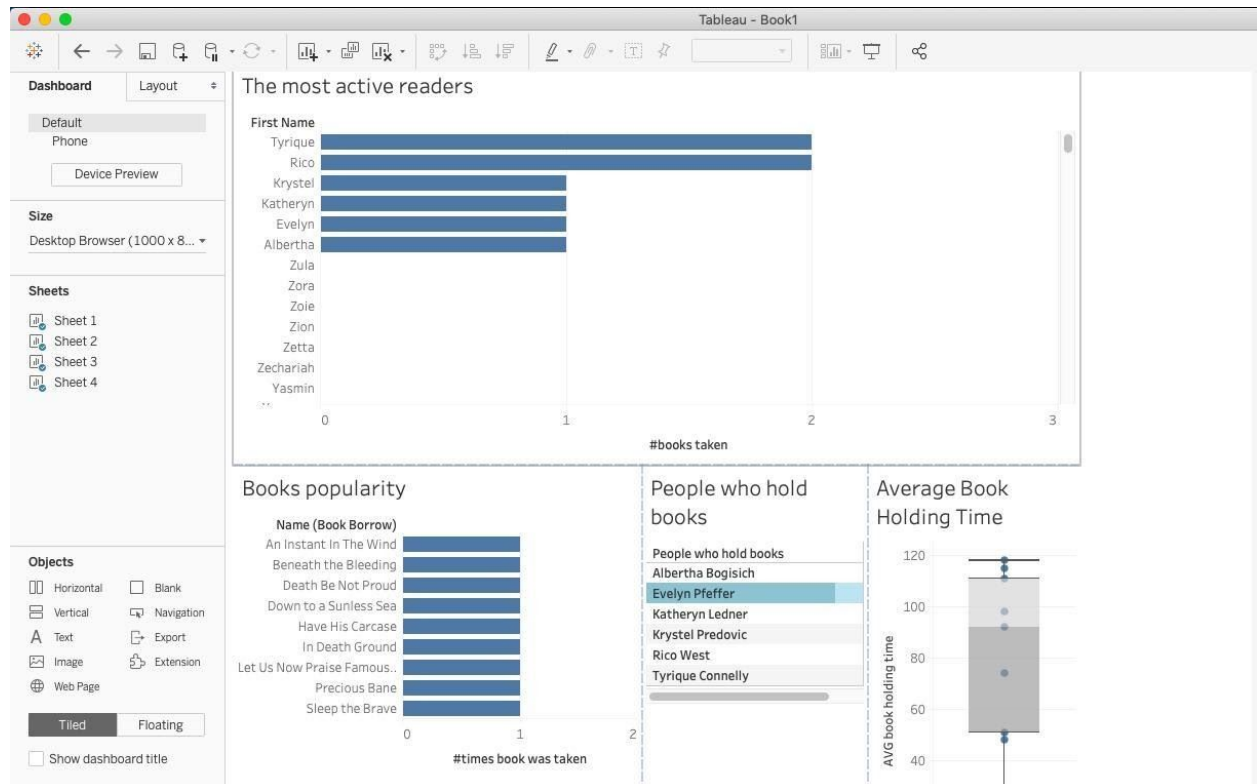 Tableau - Book1
Dashboard
Layout
Default
Phone
Device Preview
Size
Desktop Browser (1000 x 8...
Sheets
Sheet 1
Sheet 2
Sheet 3
Sheet 4
Objects
Horizontal
Blank
Vertical
Navigation
A Text
Export
Image
Extension
Web Page
Tiled
Floating
Show dashboard title
The most active readers
First Name
Tyrique
Rico
Krystel
Katheryn
Evelyn
Albertha
Zula
Zora
Zoie
Zion
Zetta
Zechariah
Yasmin
0 1 2 3
#books taken
Books popularity
Name (Book Borrow)
An Instant In The Wind
Beneath the Bleeding
Death Be Not Proud
Down to a Sunless Sea
Have His Carcase
In Death Ground
Let Us Now Praise Famous..
Precious Bane
Sleep the Brave
0 1 2
#times book was taken
People who hold
books
People who hold books
Albertha Bogisich
Evelyn Pfeffer
Katheryn Ledner
Krystel Predovic
Rico West
Tyrique Connelly
Average Book
Holding Time
120
100
80
60
40
AVG book holding time